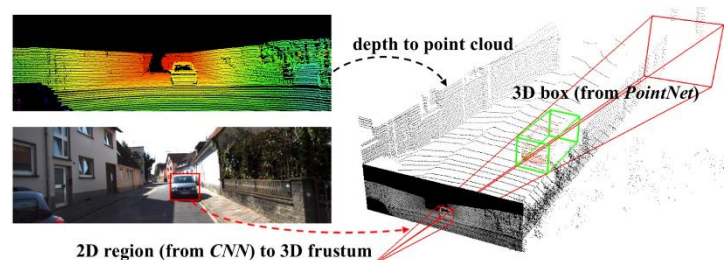 depth to point cloud
3D box (from PointNet)
2D region (from CNN) to 3D frustum